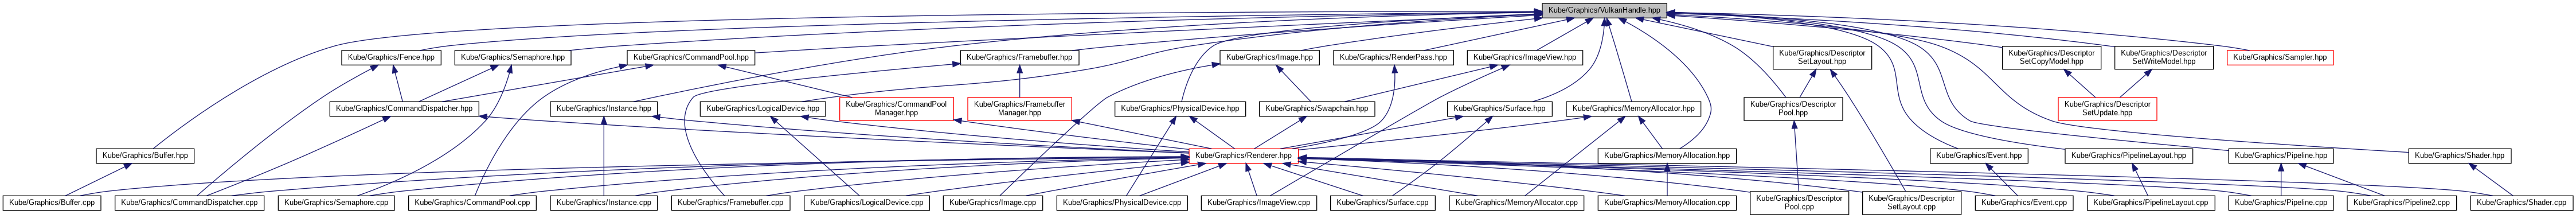 Kube/Graphics/VulkanHandle.hpp
Kube/Graphics/Fence.hpp
Kube/Graphics/Semaphore.hpp
Kube/Graphics/CommandPool.hpp
Kube/Graphics/Framebuffer.hpp
Kube/Graphics/Image.hpp
Kube/Graphics/RenderPass.hpp
Kube/Graphics/ImageView.hpp
Kube/Graphics/Descriptor
SetLayout.hpp
Kube/Graphics/Descriptor
SetCopyModel.hpp
Kube/Graphics/Descriptor
SetWriteModel.hpp
Kube/Graphics/Sampler.hpp
Kube/Graphics/CommandDispatcher.hpp
Kube/Graphics/Instance.hpp
Kube/Graphics/LogicalDevice.hpp
Kube/Graphics/CommandPool
Manager.hpp
Kube/Graphics/Framebuffer
Manager.hpp
Kube/Graphics/PhysicalDevice.hpp
Kube/Graphics/Swapchain.hpp
Kube/Graphics/Surface.hpp
Kube/Graphics/MemoryAllocator.hpp
Kube/Graphics/Descriptor
Pool.hpp
Kube/Graphics/Descriptor
SetUpdate.hpp
Kube/Graphics/Buffer.hpp
Kube/Graphics/Renderer.hpp
Kube/Graphics/MemoryAllocation.hpp
Kube/Graphics/Event.hpp
Kube/Graphics/PipelineLayout.hpp
Kube/Graphics/Pipeline.hpp
Kube/Graphics/Shader.hpp
Kube/Graphics/Buffer.cpp
Kube/Graphics/CommandDispatcher.cpp
Kube/Graphics/Semaphore.cpp
Kube/Graphics/CommandPool.cpp
Kube/Graphics/Instance.cpp
Kube/Graphics/Framebuffer.cpp
Kube/Graphics/LogicalDevice.cpp
Kube/Graphics/Image.cpp
Kube/Graphics/PhysicalDevice.cpp
Kube/Graphics/ImageView.cpp
Kube/Graphics/Surface.cpp
Kube/Graphics/MemoryAllocator.cpp
Kube/Graphics/MemoryAllocation.cpp
Kube/Graphics/Descriptor
Pool.cpp
Kube/Graphics/Descriptor
SetLayout.cpp
Kube/Graphics/Event.cpp
Kube/Graphics/PipelineLayout.cpp
Kube/Graphics/Pipeline.cpp
Kube/Graphics/Pipeline2.cpp
Kube/Graphics/Shader.cpp